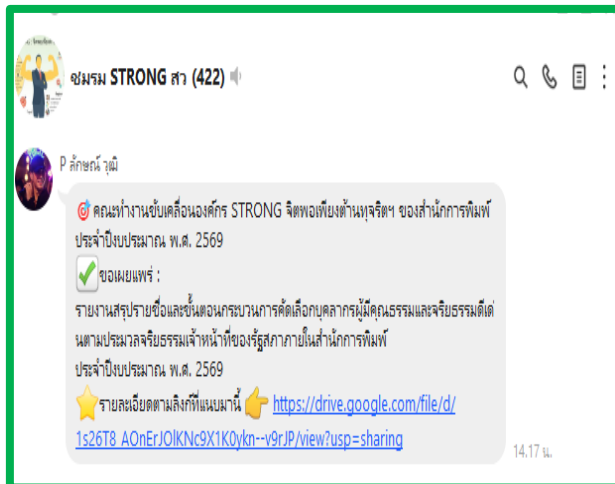 ชมรม STRONG สว (422)
P ลักษณ์ วุฒิ
🎯 คณะทำงานขับเคลื่อนองค์กร STRONG จิตพอเพียงต้านทุจริตฯ ของสำนักการพิมพ์
ประจำปีงบประมาณ พ.ศ. 2569
✅ขอเผยแพร่ :
รายงานสรุปรายชื่อและขั้นตอนกระบวนการคัดเลือกบุคลากรผู้มีคุณธรรมและจริยธรรมดีเด่
นตามประมวลจริยธรรมเจ้าหน้าที่ของรัฐสภาภายในสำนักการพิมพ์
ประจำปีงบประมาณ พ.ศ. 2569
⭐รายละเอียดตามลิงก์ที่แนบมานี้ 👉 https://drive.google.com/file/d/
1s26T8_AOnErJOlKNc9X1K0ykn--v9rJP/view?usp=sharing
14.17 น.